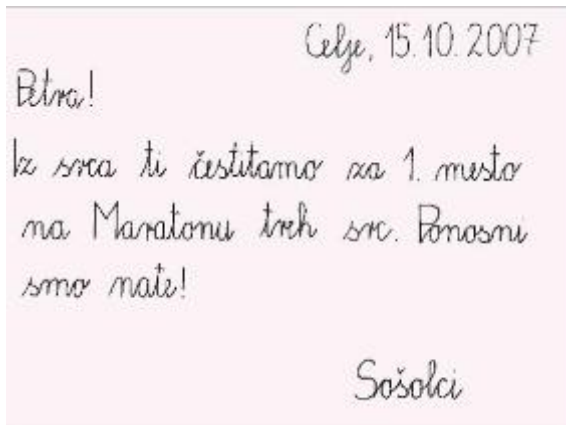 Celje, 15.10.2007
Petra!
Iz srca ti čestitamo za 1. mesto
na Maratonu treh src. Ponosni
smo nate!
Sošolci